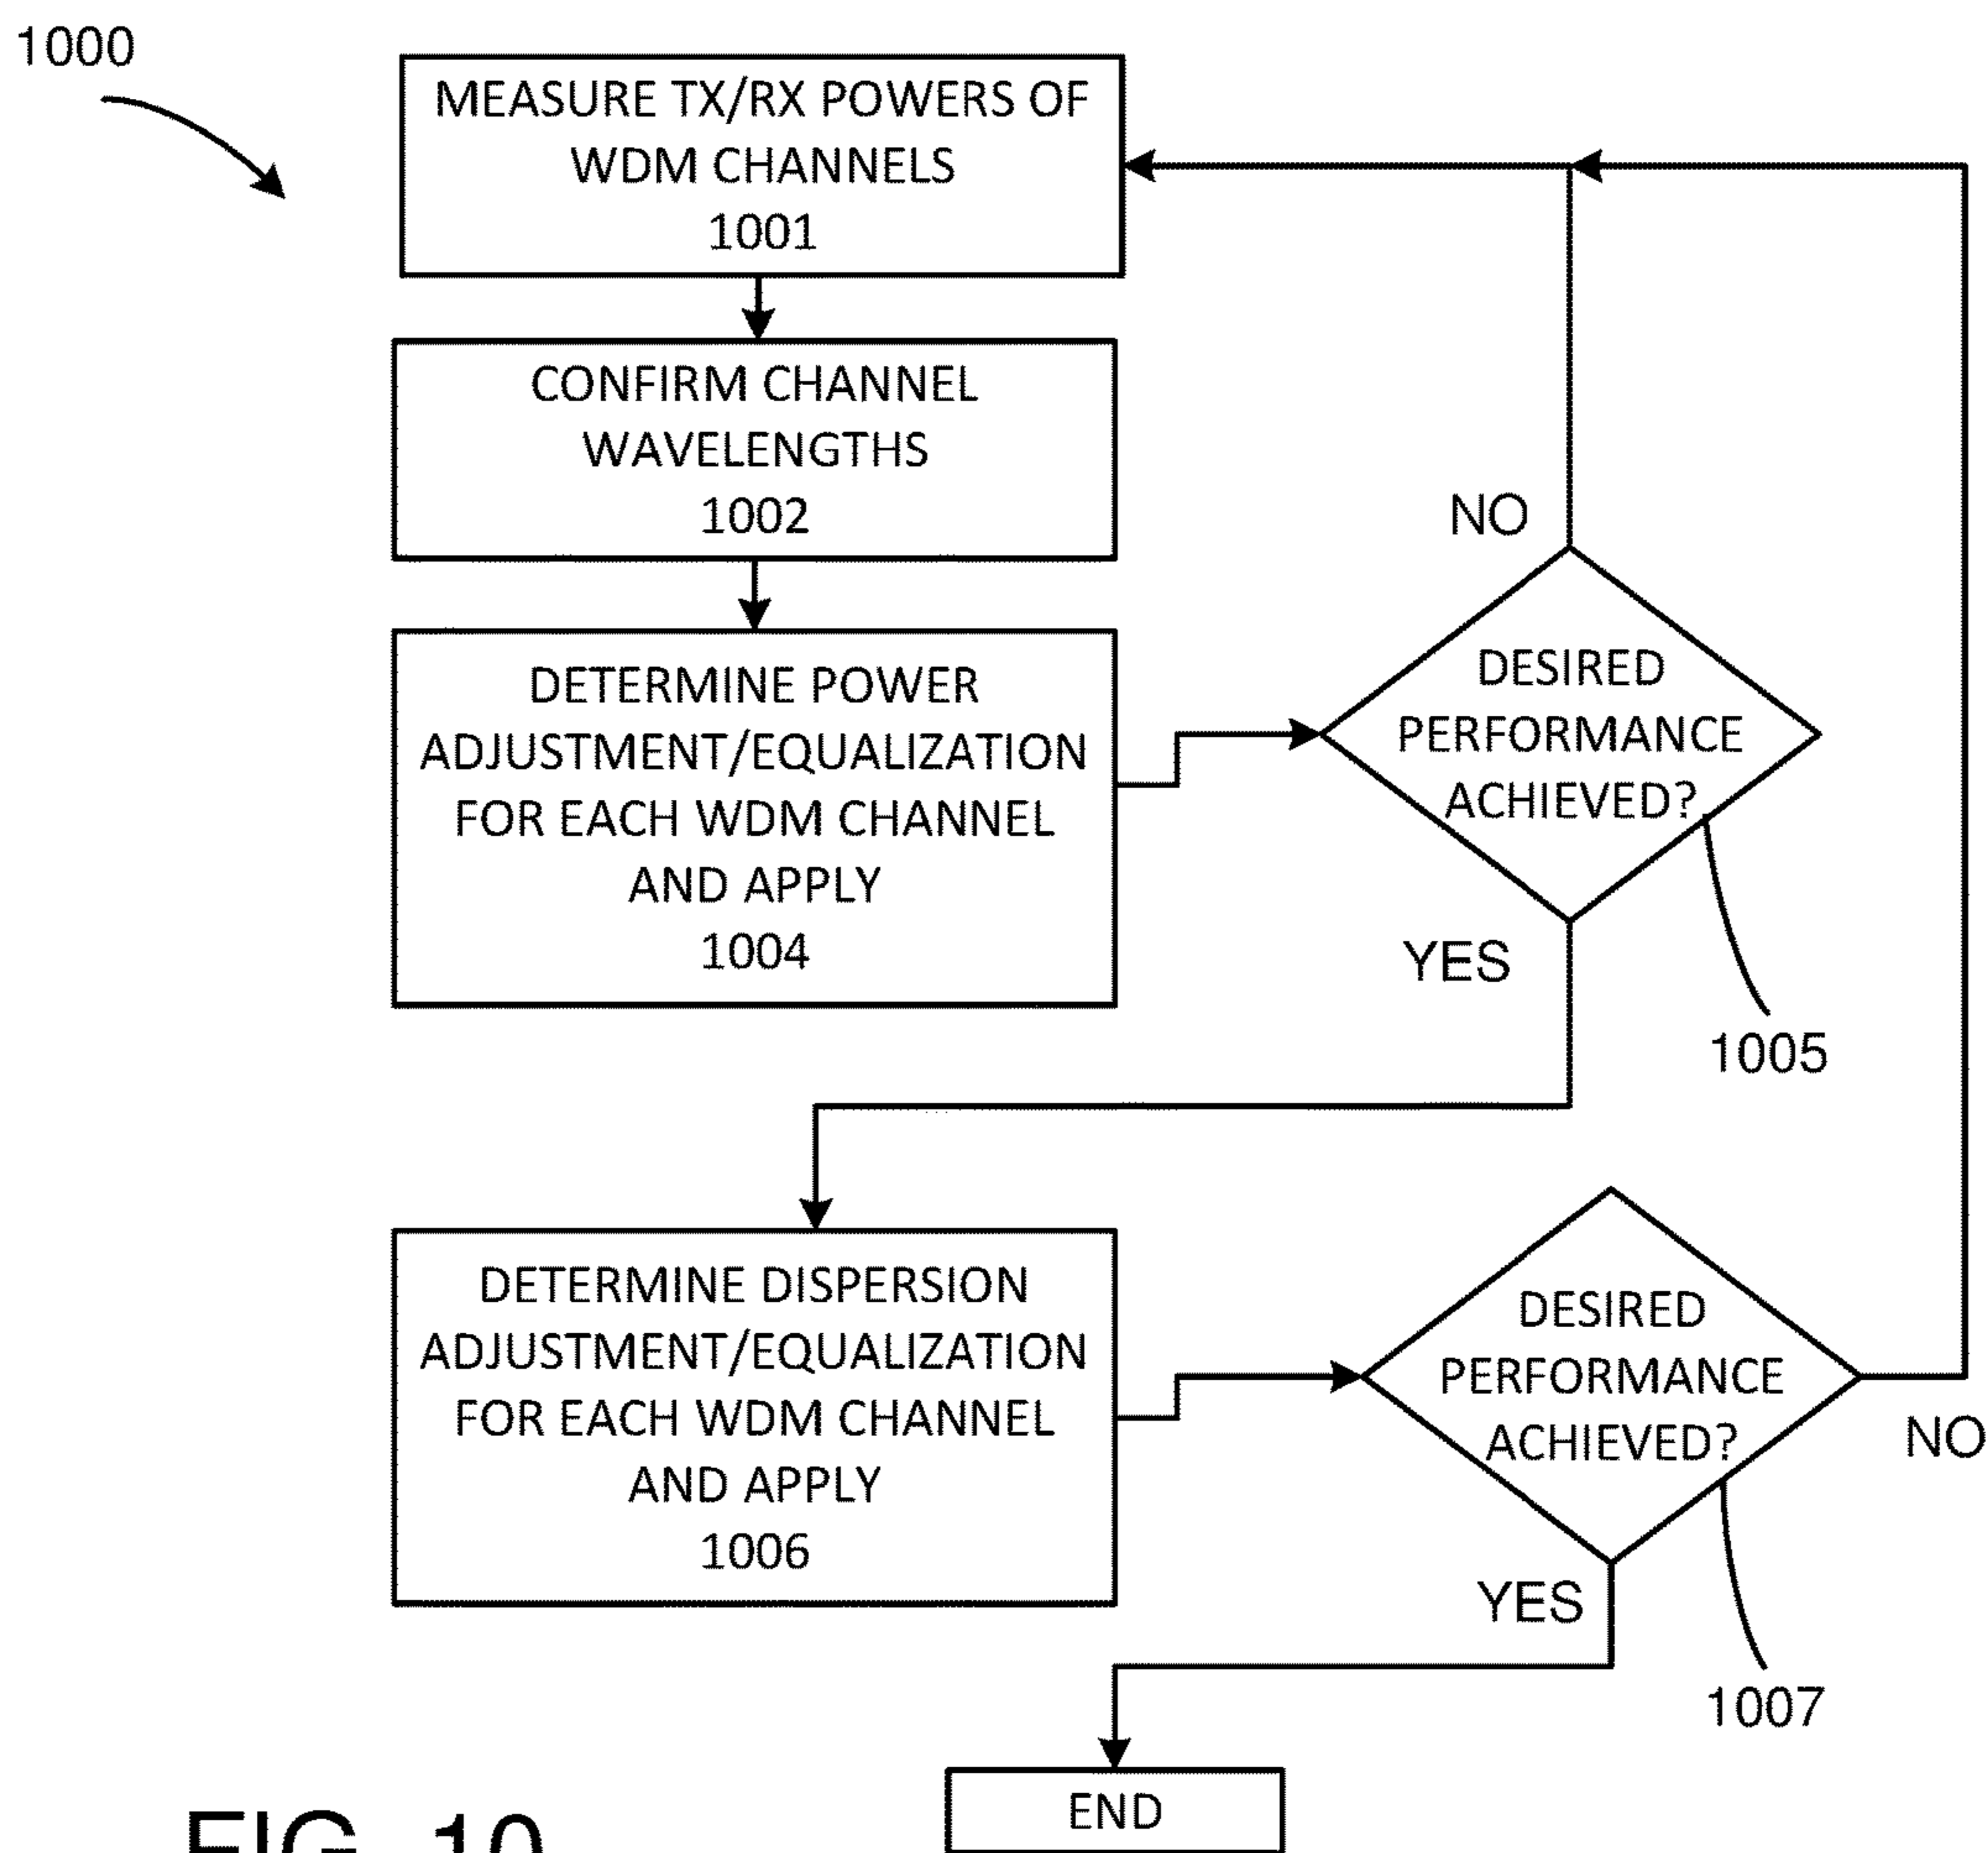 1000
MEASURE TX/RX POWERS OF
WDM CHANNELS
1001
CONFIRM CHANNEL
WAVELENGTHS
1002
DETERMINE POWER
ADJUSTMENT/EQUALIZATION
FOR EACH WDM CHANNEL
AND APPLY
1004
NO
DESIRED
PERFORMANCE
ACHIEVED?
YES
1005
DETERMINE DISPERSION
ADJUSTMENT/EQUALIZATION
FOR EACH WDM CHANNEL
AND APPLY
1006
DESIRED
PERFORMANCE
ACHIEVED?
NO
YES
1007
END
FIG. 10